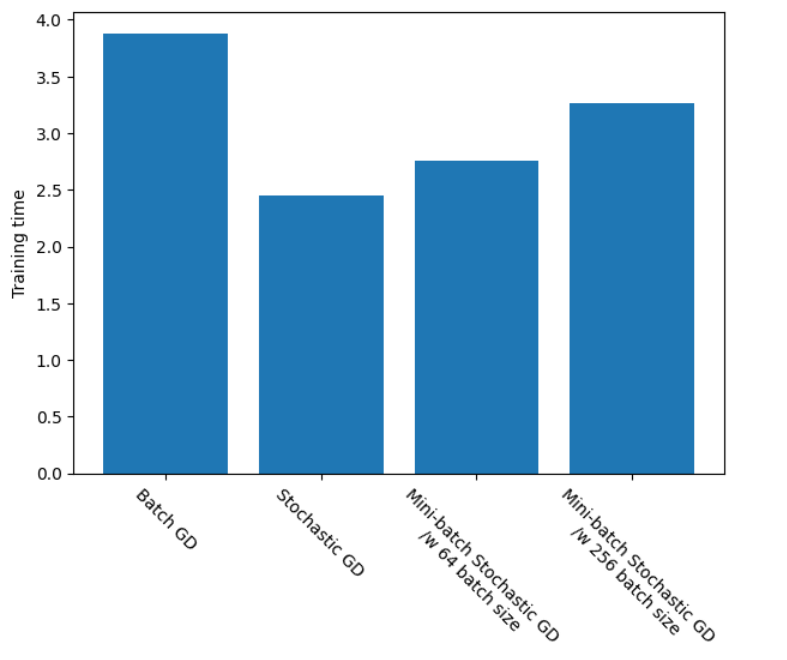 4.0
3.5
3.0
2.5
2.0
1.5
1.0
0.5
0.0
Training time
Batch GD
Stochastic GD
Mini-batch Stochastic GD
/w 64 batch size
Mini-batch Stochastic GD
/w 256 batch size